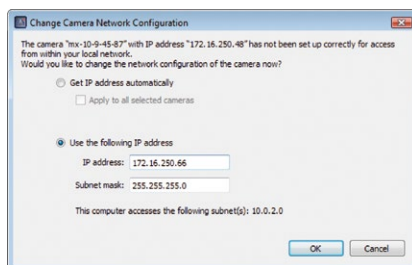 Change Camera Network Configuration
The camera "mx-10-9-45-87" with IP address "172.16.250.48" has not been set up correctly for access
from within your local network.
Would you like to change the network configuration of the camera now?
Get IP address automatically
Apply to all selected cameras
Use the following IP address
IP address: 172.16.250.66
Subnet mask: 255.255.255.0
This computer accesses the following subnet(s): 10.0.2.0
OK Cancel